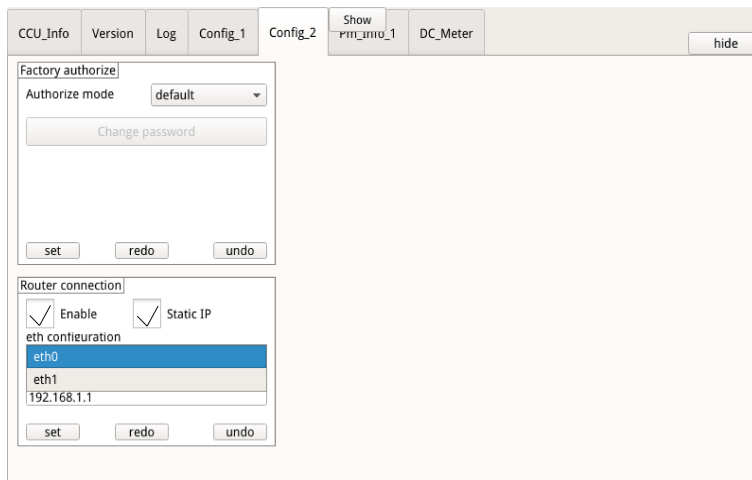 CCU_Info Version Log Config_1 Config_2 Show Pm_Info_1 DC_Meter hide
Factory authorize
Authorize mode default
Change password
set redo undo
Router connection
Enable Static IP
eth configuration
eth0
eth1
192.168.1.1
set redo undo